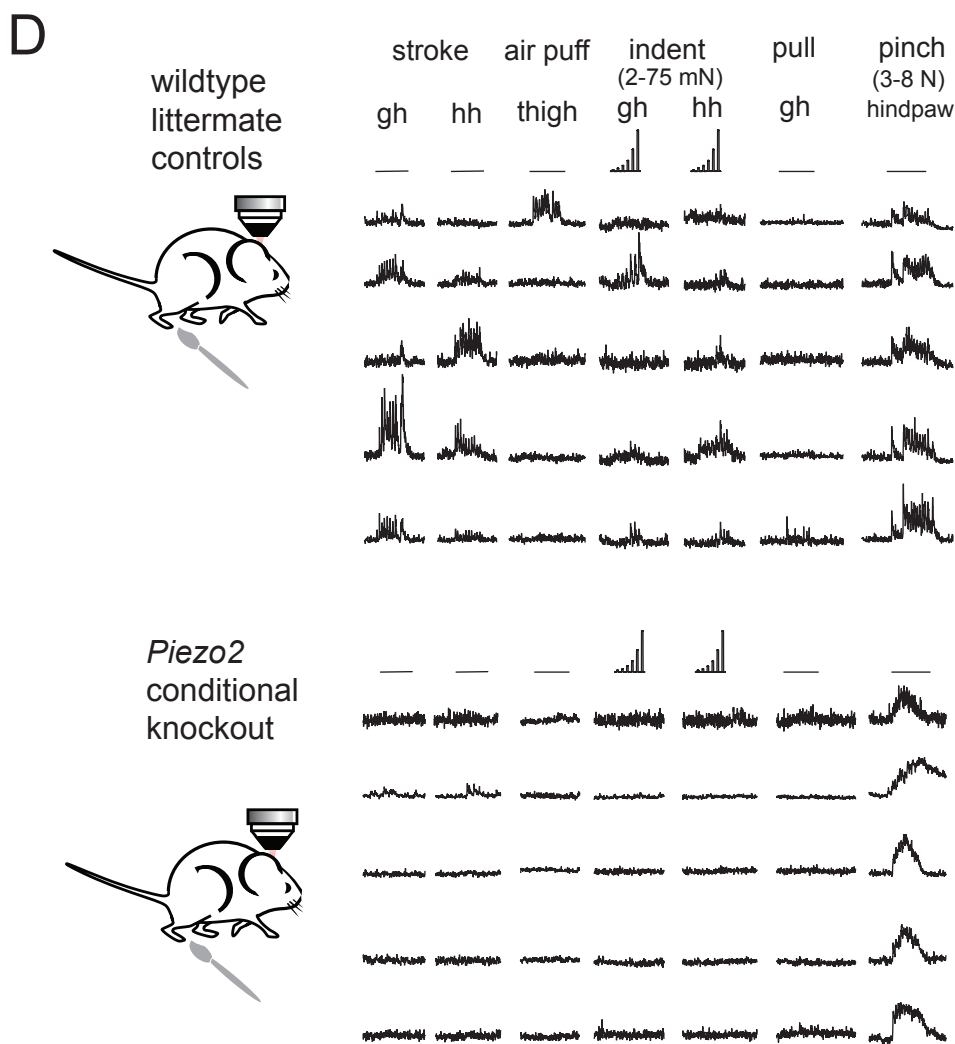 D
stroke air puff indent pull pinch
(2-75 mN) (3-8 N)
gh hh thigh gh hh gh hindpaw
wildtype
littermate
controls
Piezo2
conditional
knockout